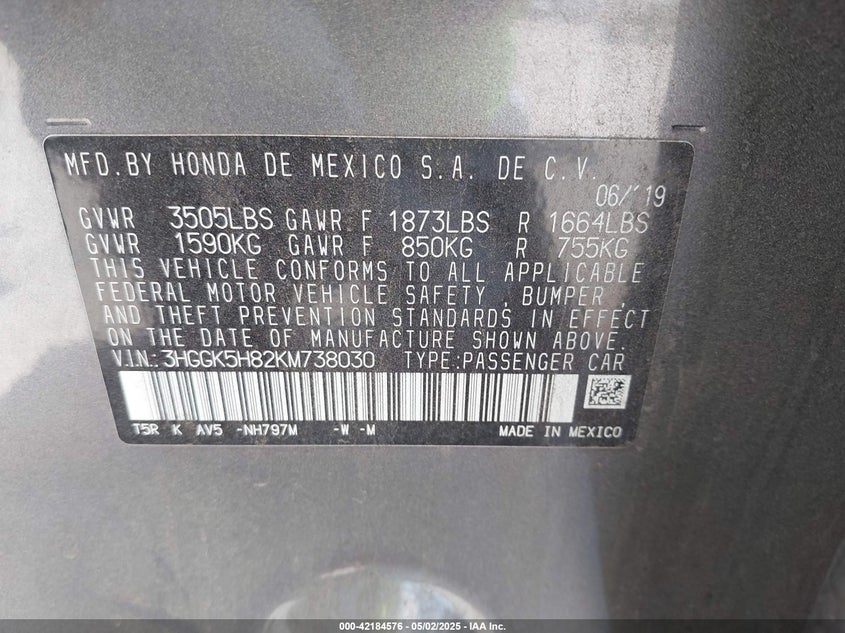 MFD.BY HONDA DE MEXICO S.A. DE C.V.
06/'19
GVWR 3505LBS GAWR F 1873LBS R 1664LBS
GVWR 1590KG GAWR F 850KG R 755KG
THIS VEHICLE CONFORMS TO ALL APPLICABLE
FEDERAL MOTOR VEHICLE SAFETY , BUMPER ,
AND THEFT PREVENTION STANDARDS IN EFFECT
ON THE DATE OF MANUFACTURE SHOWN ABOVE.
V.I.N.:3HGGK5H82KM738030 TYPE:PASSENGER CAR
T5R K AV5 -NH797M -W -M MADE IN MEXICO
000-42184576 - 05/02/2025 - IAA Inc.